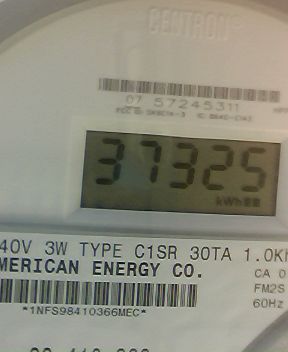 CENTRON®
07 57245311
37325
kWh
40V 3W TYPE C1SR 30TA 1.0Kh
MERICAN ENERGY CO.
CA 0
FM2S
60Hz
*1NFS98410366MEC*